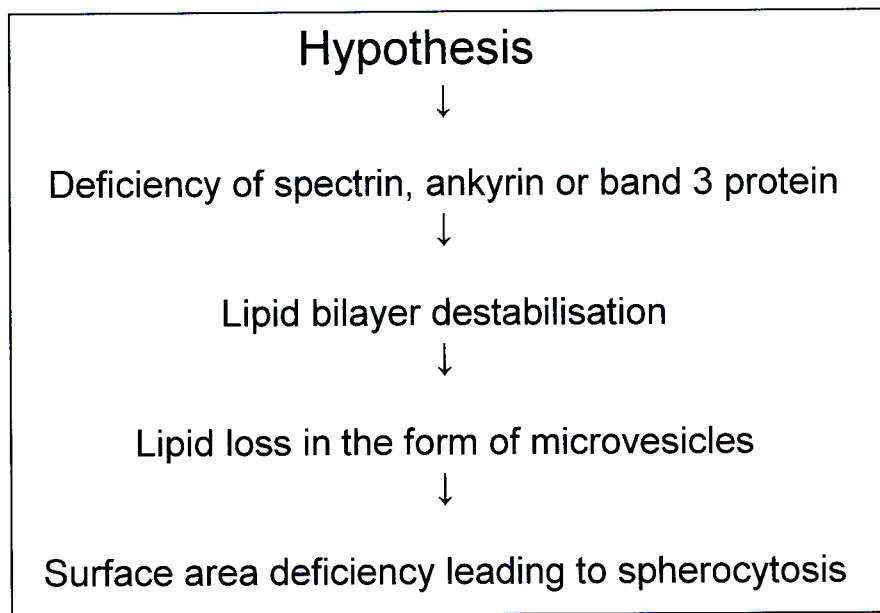 Hypothesis
↓
Deficiency of spectrin, ankyrin or band 3 protein
↓
Lipid bilayer destabilisation
↓
Lipid loss in the form of microvesicles
↓
Surface area deficiency leading to spherocytosis